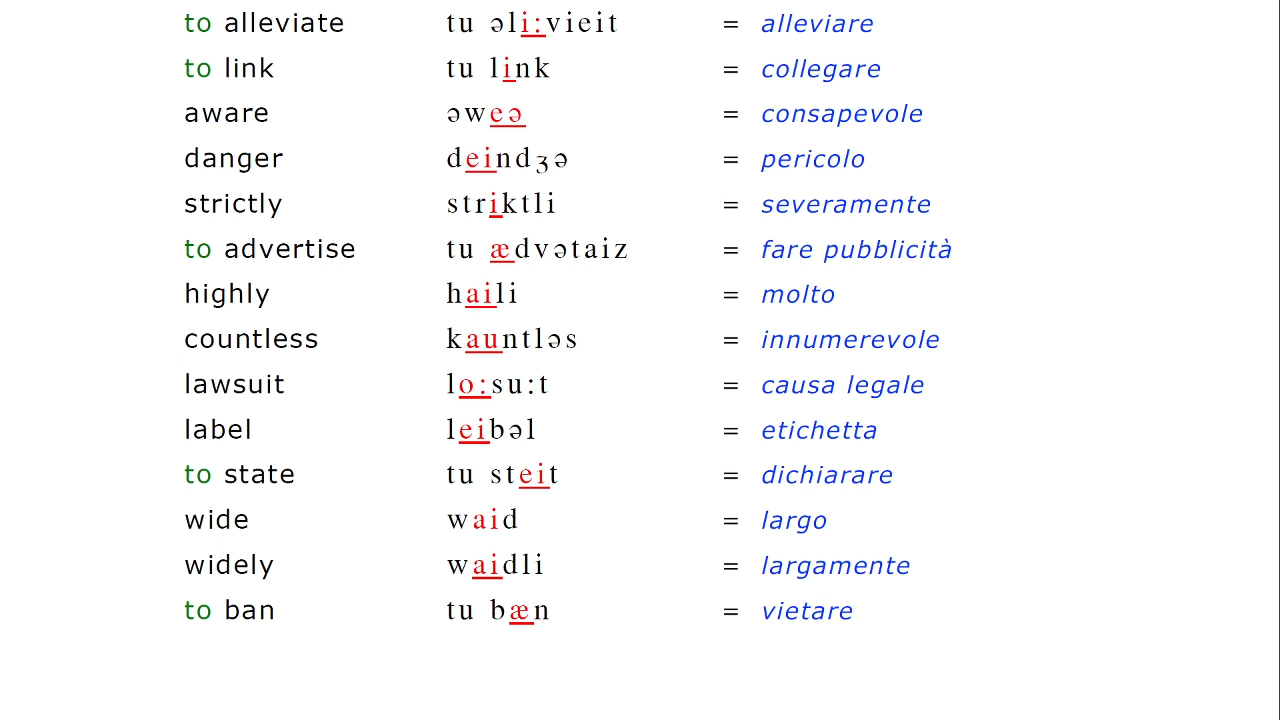 to alleviate tu əli:vieit = alleviare
to link tu link = collegare
aware əweə = consapevole
danger deindʒə = pericolo
strictly striktli = severamente
to advertise tu ædvətaiz = fare pubblicità
highly haili = molto
countless kauntləs = innumerevole
lawsuit lo:su:t = causa legale
label leibəl = etichetta
to state tu steit = dichiarare
wide waid = largo
widely waidli = largamente
to ban tu bæn = vietare